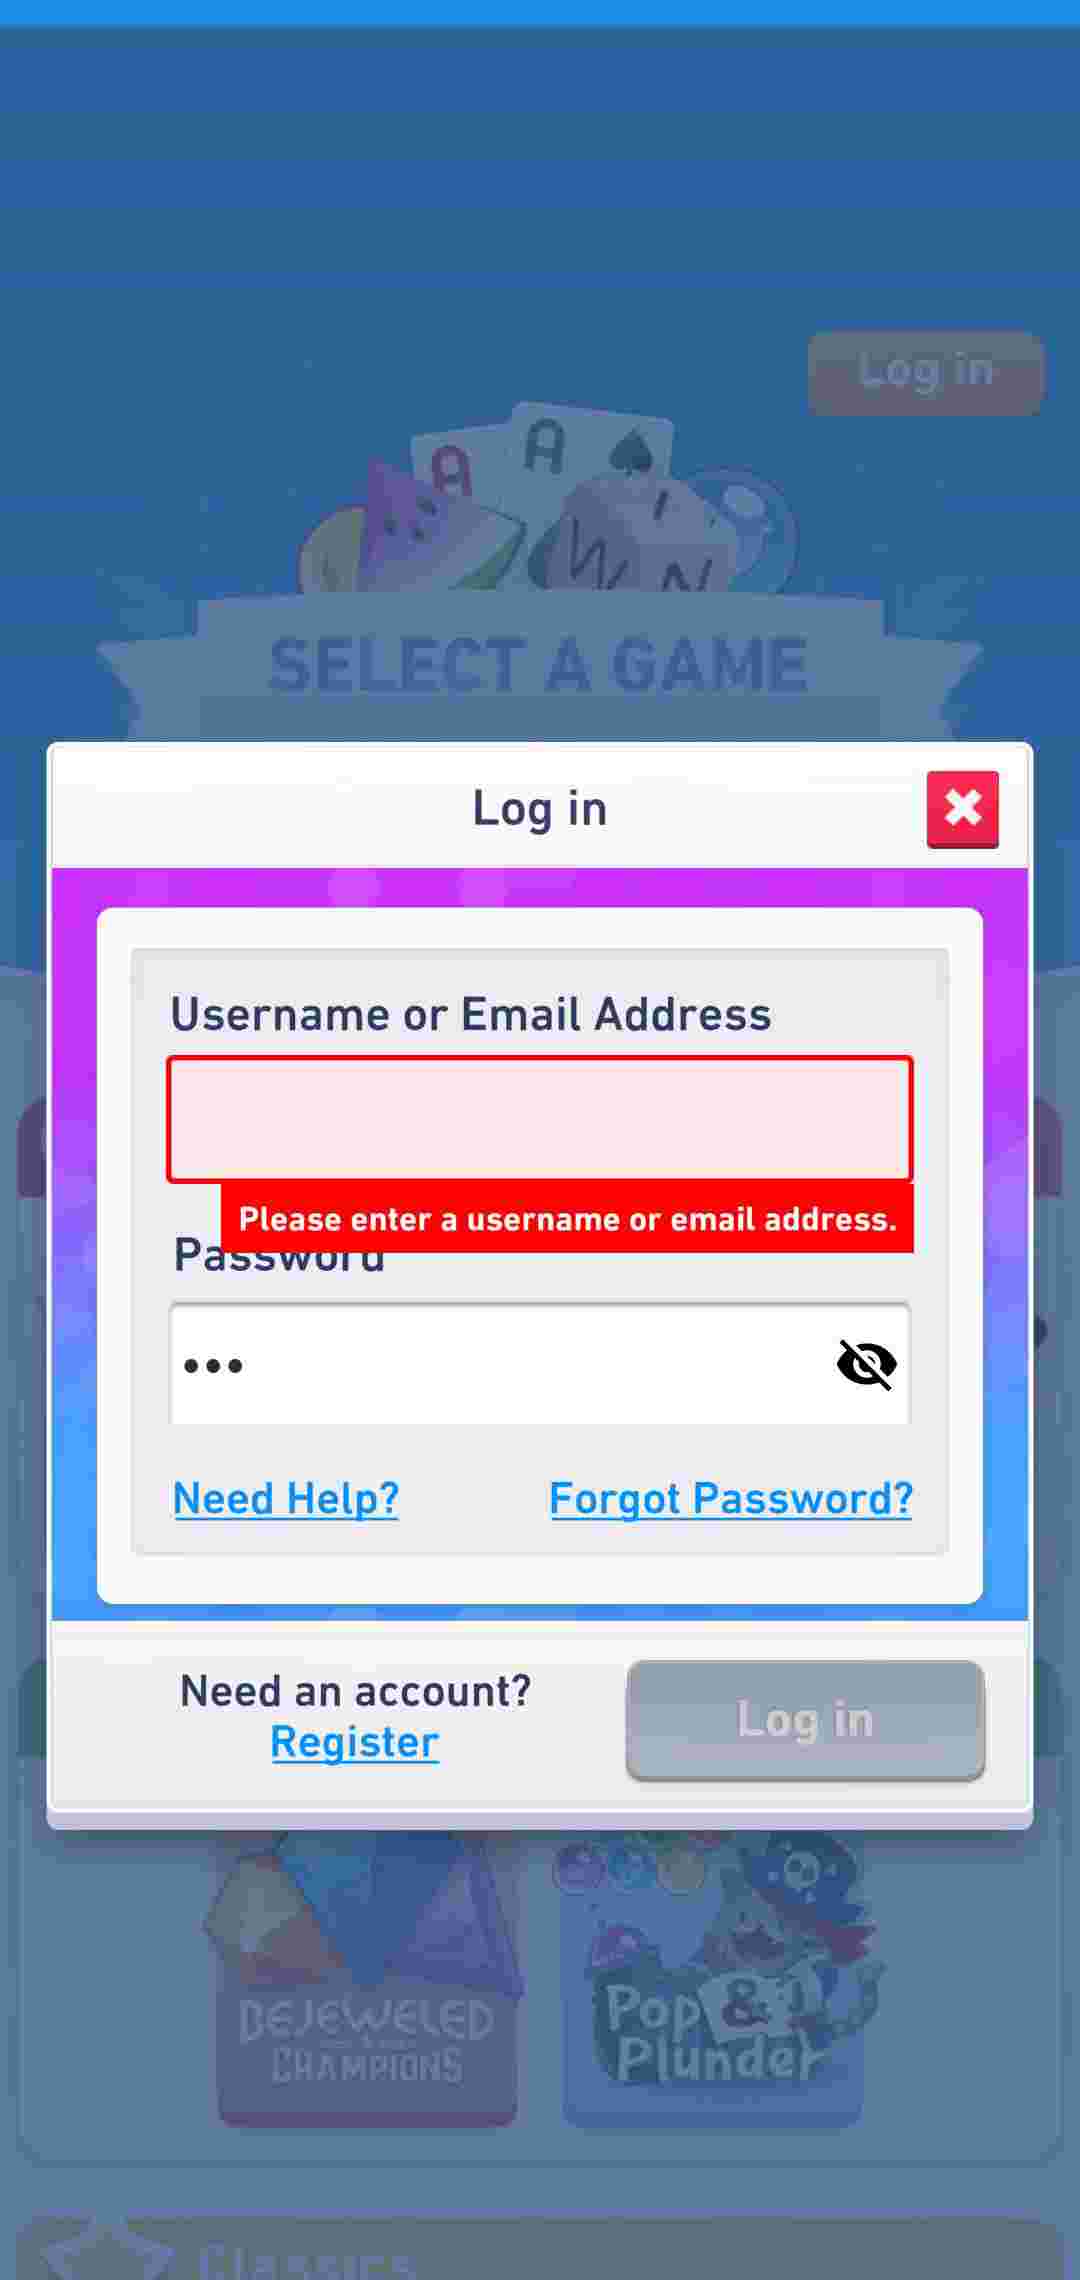 Log in
A A
W I N
SELECT A GAME
Log in
Username or Email Address
Please enter a username or email address.
Password
•••
Need Help? Forgot Password?
Need an account?
Register
Log in
BEJEWELED
CHAMPIONS
Pop &
Plunder
Classics